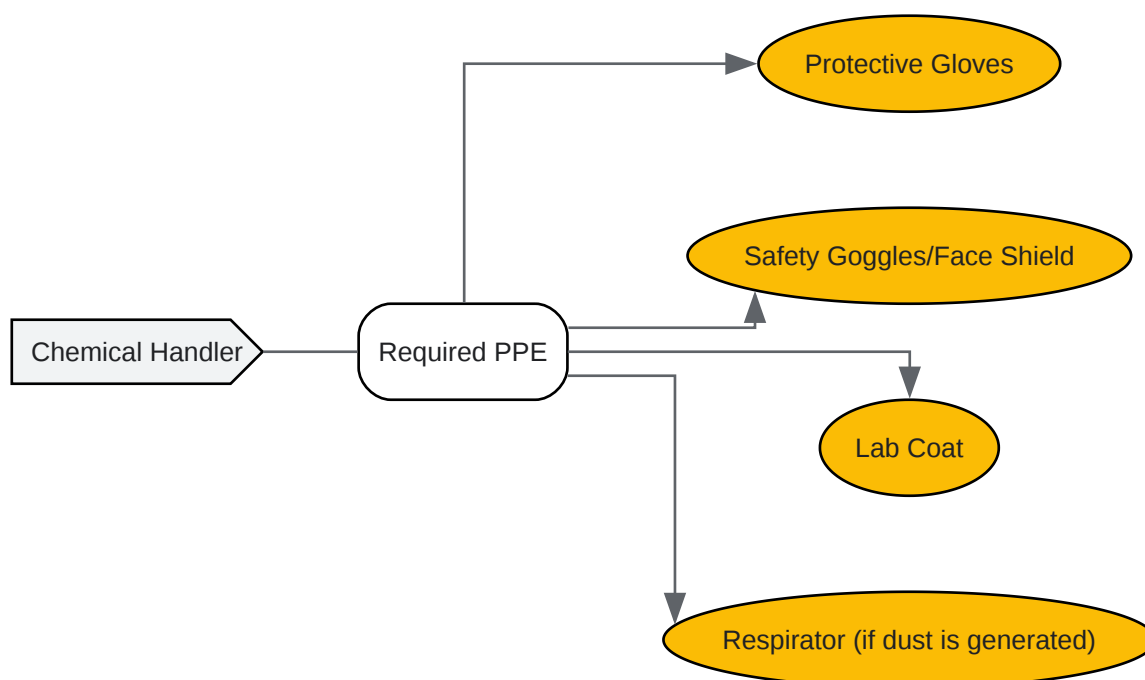 Protective Gloves
Safety Goggles/Face Shield
Chemical Handler
Required PPE
Lab Coat
Respirator (if dust is generated)